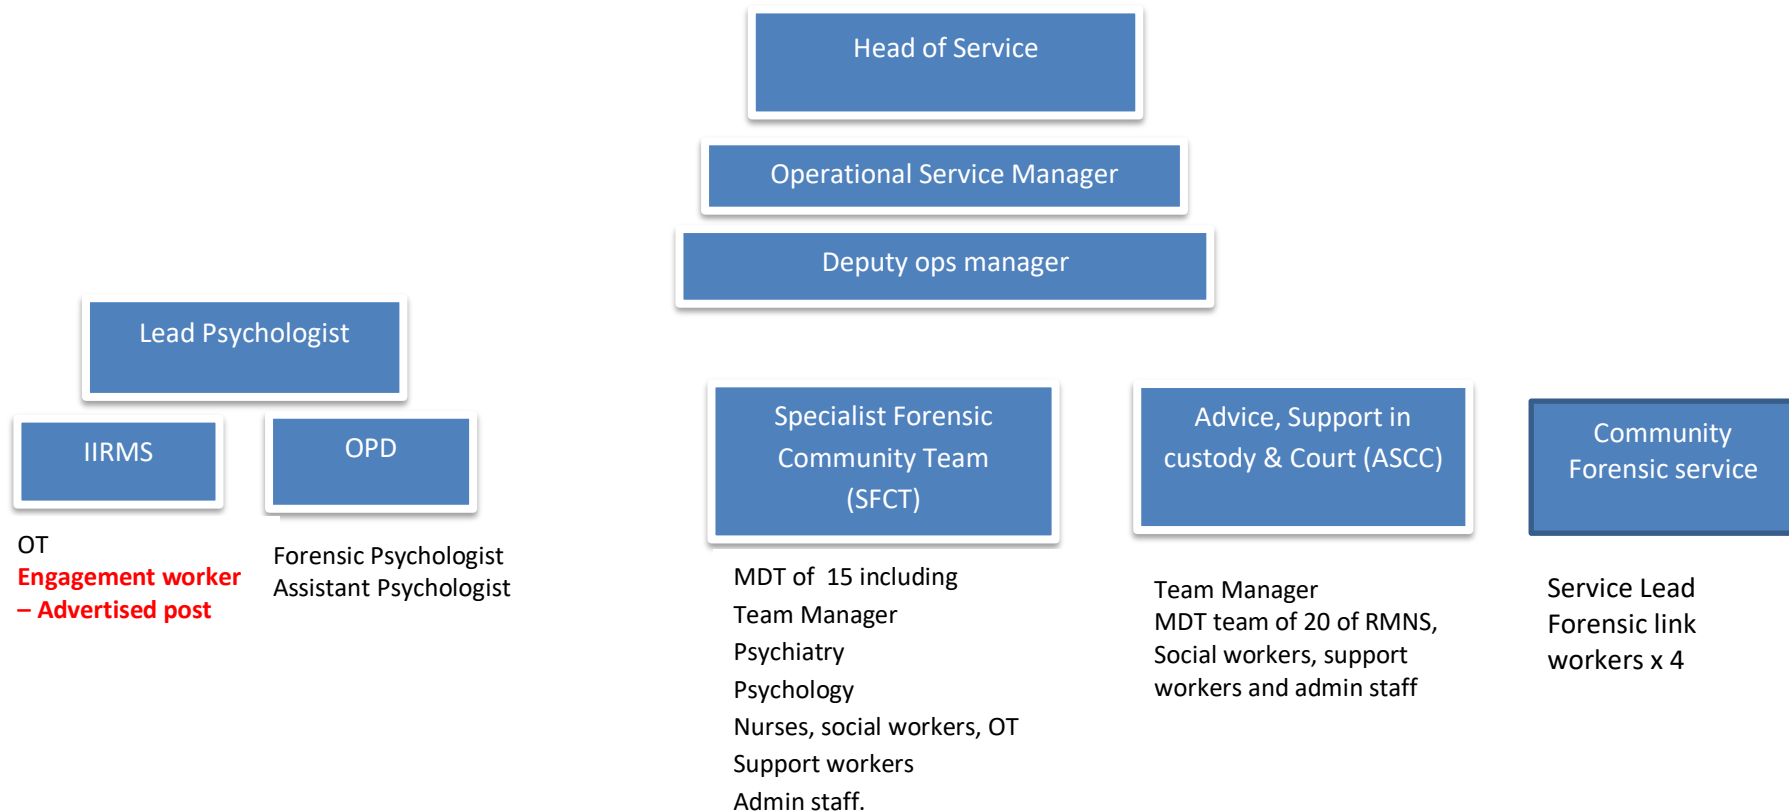 Head of Service
Operational Service Manager
Deputy ops manager
Lead Psychologist
IIRMS
OPD
OT
Engagement worker
– Advertised post
Forensic Psychologist
Assistant Psychologist
Specialist Forensic
Community Team
(SFCT)
MDT of  15 including
Team Manager
Psychiatry
Psychology
Nurses, social workers, OT
Support workers
Admin staff.
Advice, Support in
custody & Court (ASCC)
Team Manager
MDT team of 20 of RMNS,
Social workers, support
workers and admin staff
Community
Forensic service
Service Lead
Forensic link
workers x 4